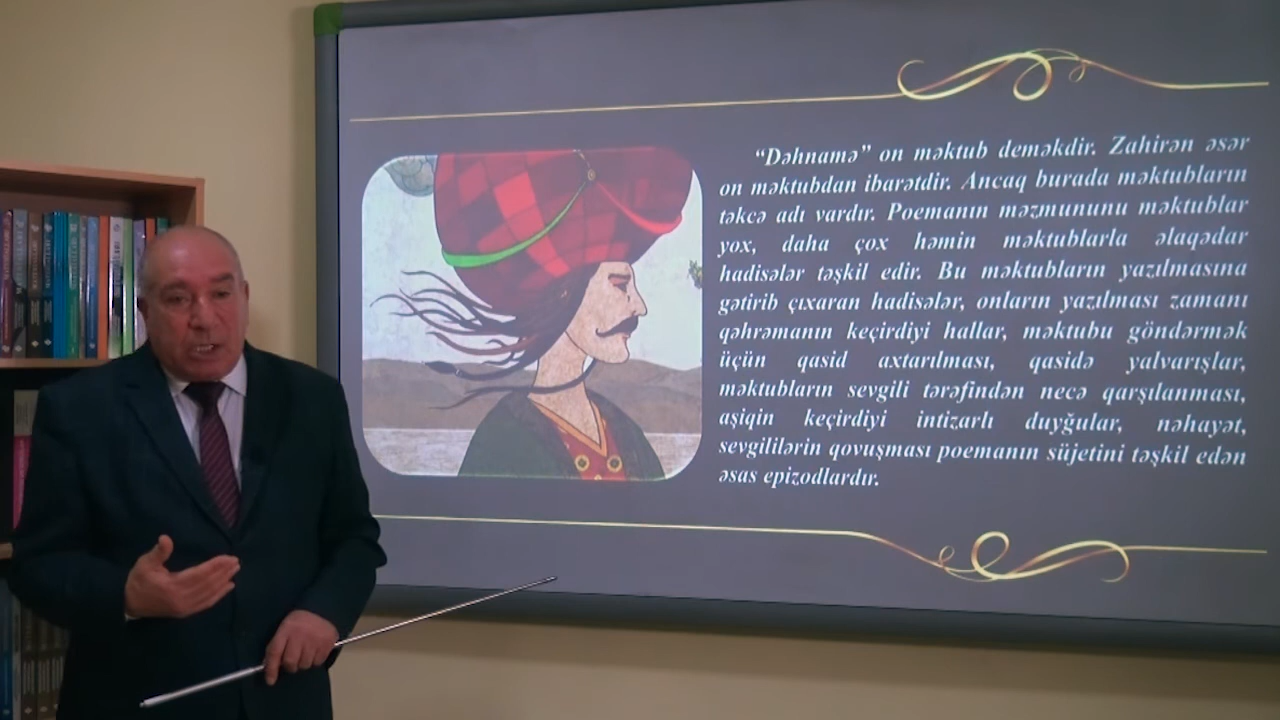 “Dəhnamə” on məktub deməkdir. Zahirən əsər
on məktubdan ibarətdir. Ancaq burada məktubların
təkcə adı vardır. Poemanın məzmununu məktublar
yox, daha çox həmin məktublarla əlaqədar
hadisələr təşkil edir. Bu məktubların yazılmasına
gətirib çıxaran hadisələr, onların yazılması zamanı
qəhrəmanın keçirdiyi hallar, məktubu göndərmək
üçün qasid axtarılması, qasidə yalvarışlar,
məktubların sevgili tərəfindən necə qarşılanması,
aşiqin keçirdiyi intizarlı duyğular, nəhayət,
sevgililərin qovuşması poemanın süjetini təşkil edən
əsas epizodlardır.